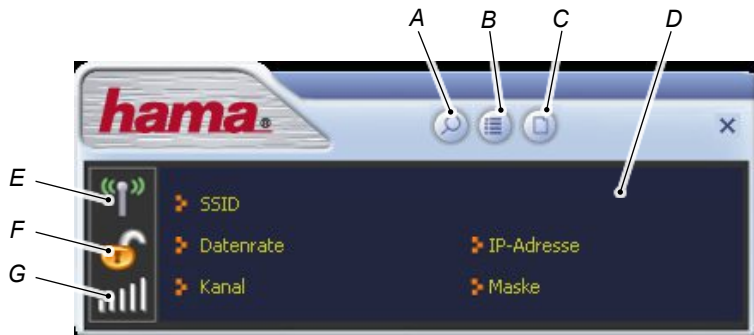 A B C D
hama®
E
SSID
F
Datenrate IP-Adresse
G
Kanal Maske